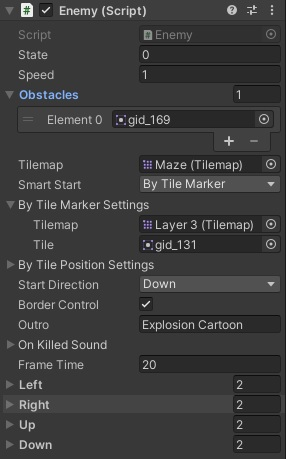 Enemy (Script)
Script Enemy
State 0
Speed 1
Obstacles 1
Element 0 gid_169
Tilemap Maze (Tilemap)
Smart Start By Tile Marker
By Tile Marker Settings
Tilemap Layer 3 (Tilemap)
Tile gid_131
By Tile Position Settings
Start Direction Down
Border Control
Outro Explosion Cartoon
On Killed Sound
Frame Time 20
Left 2
Right 2
Up 2
Down 2